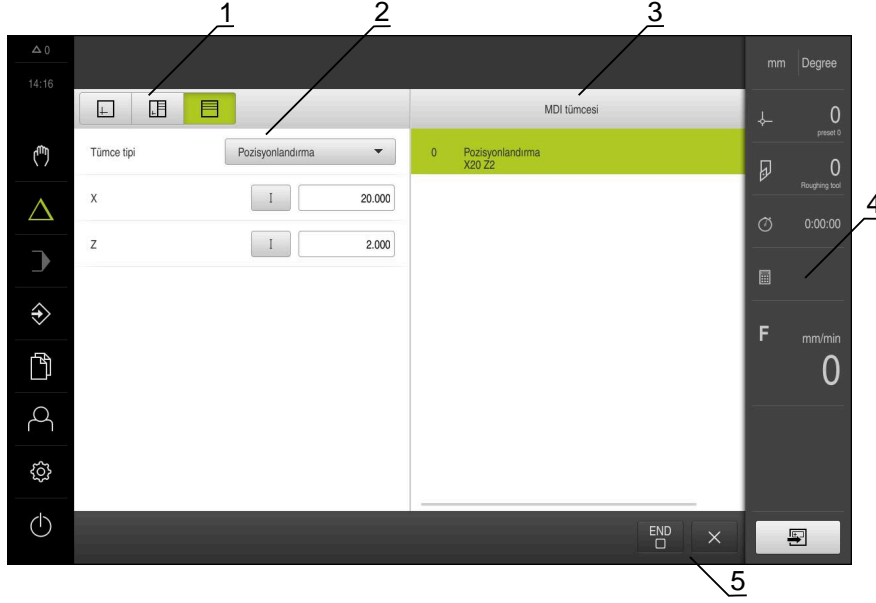 1
2
3
0
14:16
mm
Degree
MDI tümcesi
0
preset 0
Tümce tipi
Pozisyonlandırma
0
Pozisyonlandırma
X20 Z2
0
Roughing tool
X
I
20.000
4
0:00:00
Z
I
2.000
F
mm/min
0
END
5